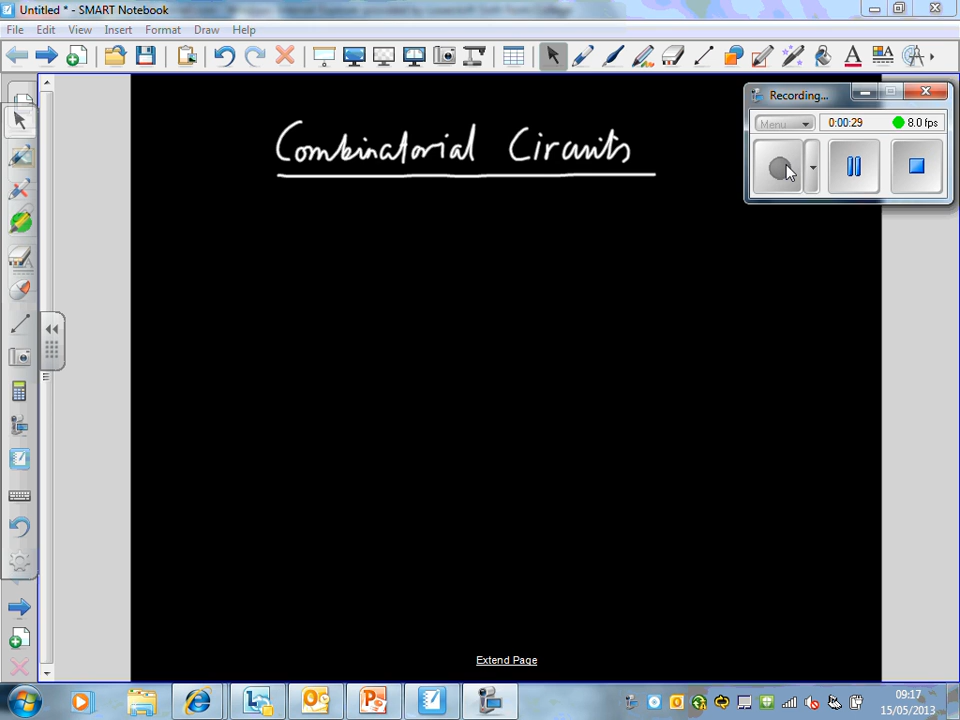 Untitled * - SMART Notebook
File Edit View Insert Format Draw Help
Recording...
Menu 0:00:29 8.0 fps
Combinatorial Circuits
Extend Page
09:17
15/05/2013